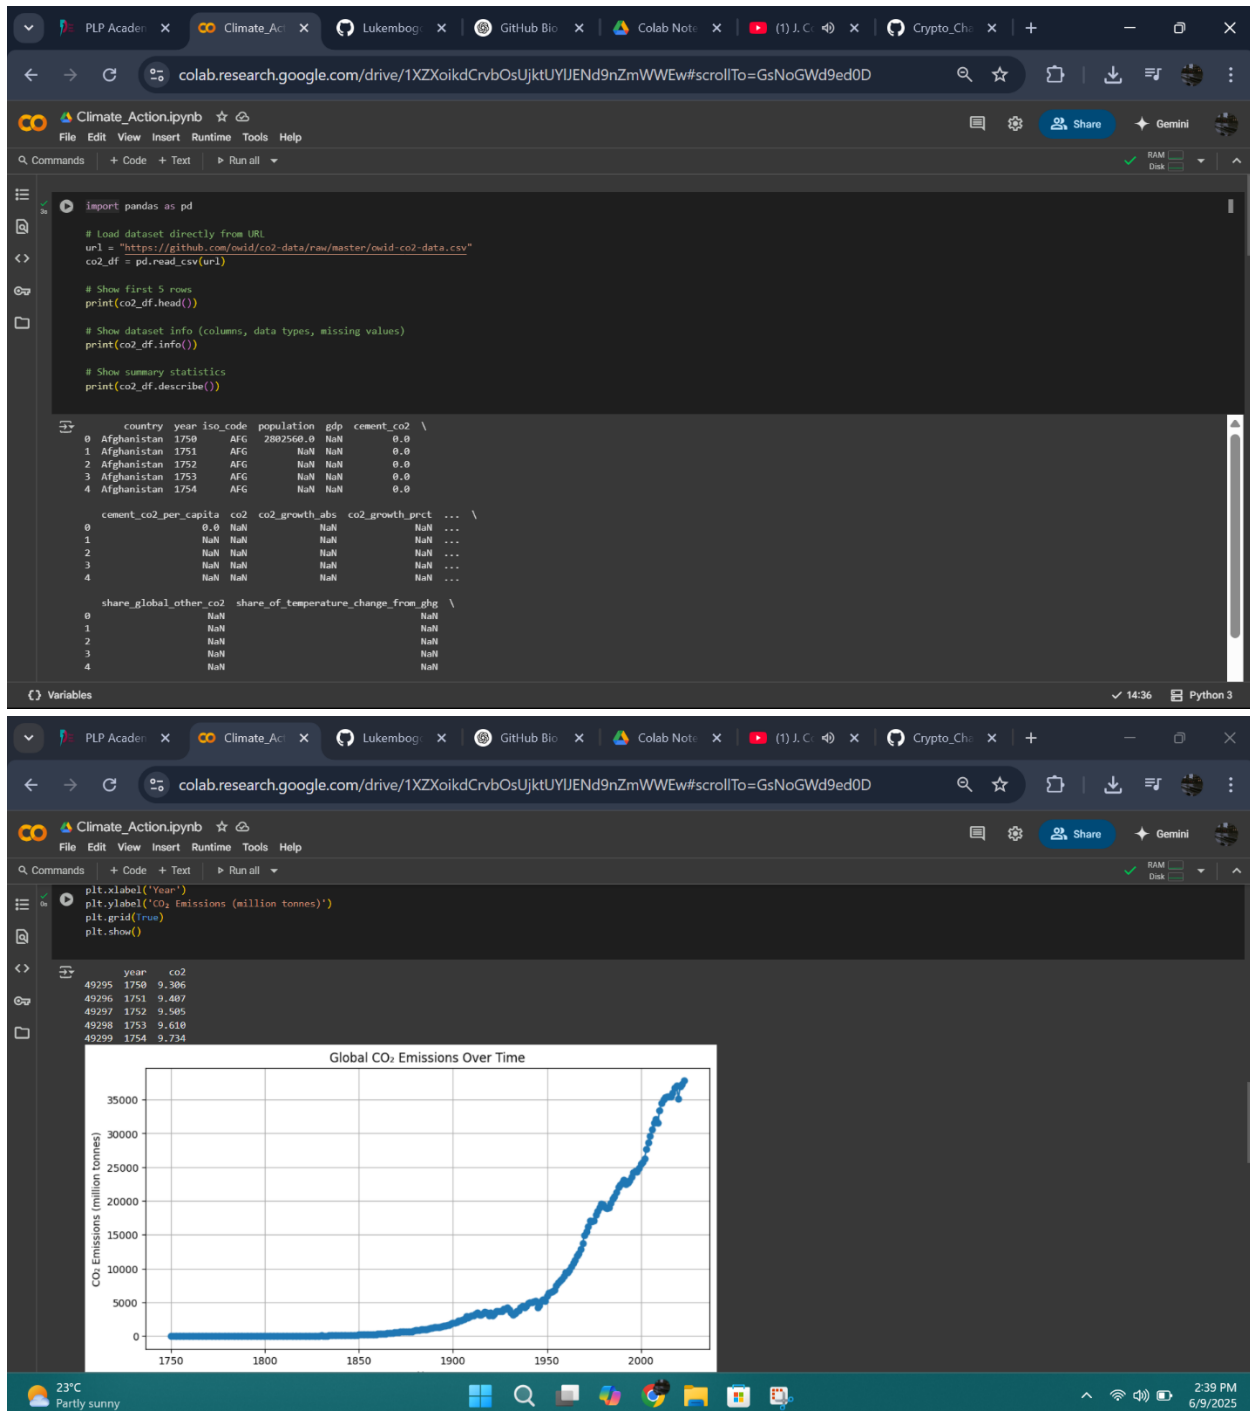 PLP Academ
Climate_Act
Lukembogo
GitHub Bio
Colab Note
(1) J. Co
Crypto_Cha
colab.research.google.com/drive/1XZXoikdCrvbOsUjktUYlJENd9nZmWWEw#scrollTo=GsNoGWd9ed0D
Climate_Action.ipynb
Share
Gemini
File Edit View Insert Runtime Tools Help
Commands + Code + Text Run all
RAM
Disk
3s
import pandas as pd
# Load dataset directly from URL
url = "https://github.com/owid/co2-data/raw/master/owid-co2-data.csv"
co2_df = pd.read_csv(url)
# Show first 5 rows
print(co2_df.head())
# Show dataset info (columns, data types, missing values)
print(co2_df.info())
# Show summary statistics
print(co2_df.describe())
country year iso_code population gdp cement_co2 \
0 Afghanistan 1750 AFG 2802560.0 NaN 0.0
1 Afghanistan 1751 AFG NaN NaN 0.0
2 Afghanistan 1752 AFG NaN NaN 0.0
3 Afghanistan 1753 AFG NaN NaN 0.0
4 Afghanistan 1754 AFG NaN NaN 0.0
cement_co2_per_capita co2 co2_growth_abs co2_growth_prct ... \
0 0.0 NaN NaN NaN ...
1 NaN NaN NaN NaN ...
2 NaN NaN NaN NaN ...
3 NaN NaN NaN NaN ...
4 NaN NaN NaN NaN ...
share_global_other_co2 share_of_temperature_change_from_ghg \
0 NaN NaN
1 NaN NaN
2 NaN NaN
3 NaN NaN
4 NaN NaN
{} Variables
14:36
Python 3
PLP Academ
Climate_Act
Lukembogo
GitHub Bio
Colab Note
(1) J. Co
Crypto_Cha
colab.research.google.com/drive/1XZXoikdCrvbOsUjktUYlJENd9nZmWWEw#scrollTo=GsNoGWd9ed0D
Climate_Action.ipynb
Share
Gemini
File Edit View Insert Runtime Tools Help
Commands + Code + Text Run all
RAM
Disk
0s
plt.xlabel('Year')
plt.ylabel('CO₂ Emissions (million tonnes)')
plt.grid(True)
plt.show()
year co2
49295 1750 9.306
49296 1751 9.407
49297 1752 9.505
49298 1753 9.610
49299 1754 9.734
Global CO₂ Emissions Over Time
CO₂ Emissions (million tonnes)
35000
30000
25000
20000
15000
10000
5000
0
1750 1800 1850 1900 1950 2000
23°C
Partly sunny
2:39 PM
6/9/2025